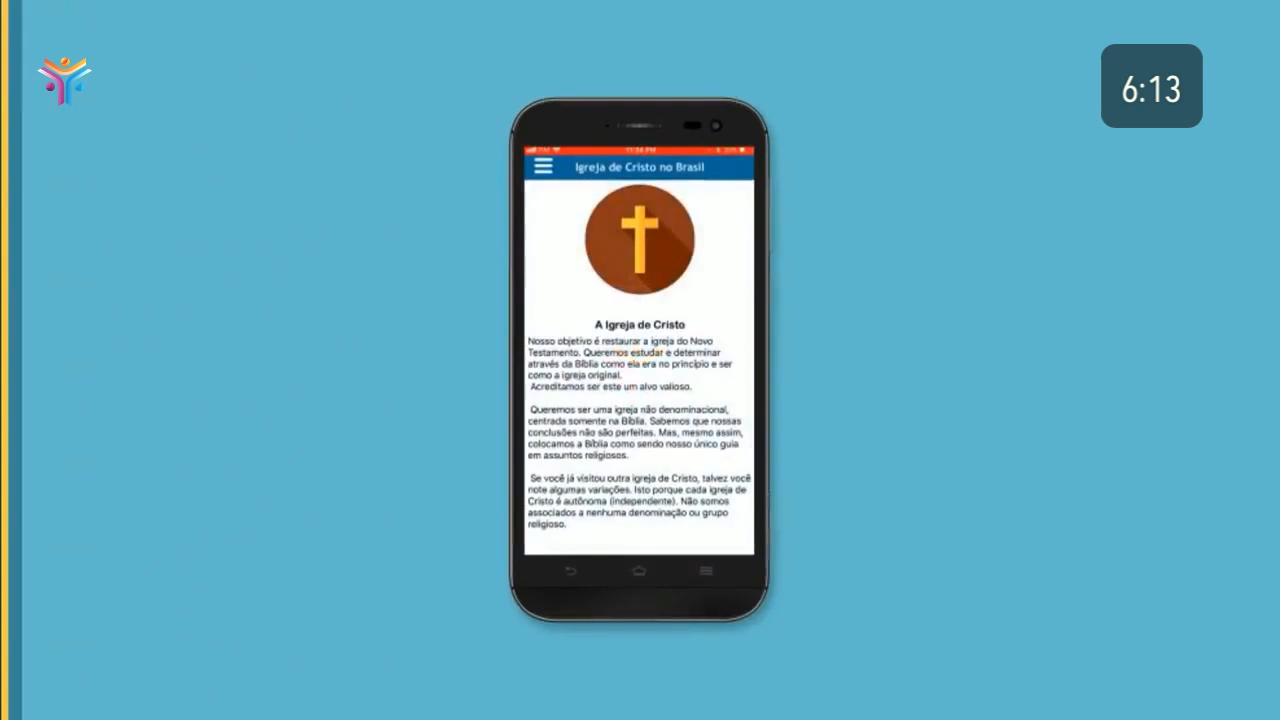 6:13
11:34 PM
Igreja de Cristo no Brasil
A Igreja de Cristo
Nosso objetivo é restaurar a igreja do Novo
Testamento. Queremos estudar e determinar
através da Bíblia como ela era no princípio e ser
como a igreja original.
Acreditamos ser este um alvo valioso.
Queremos ser uma igreja não denominacional,
centrada somente na Bíblia. Sabemos que nossas
conclusões não são perfeitas. Mas, mesmo assim,
colocamos a Bíblia como sendo nosso único guia
em assuntos religiosos.
Se você já visitou outra igreja de Cristo, talvez você
note algumas variações. Isto porque cada igreja de
Cristo é autônoma (independente). Não somos
associados a nenhuma denominação ou grupo
religioso.